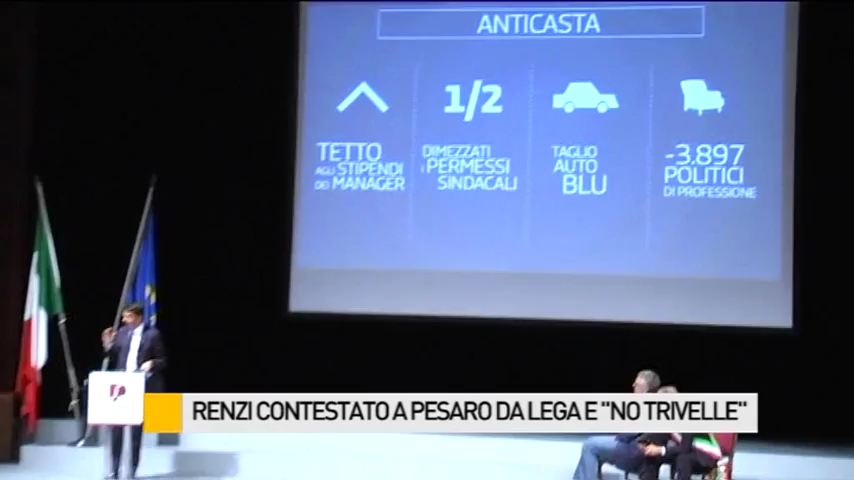 ANTICASTA
TETTO
AGLI STIPENDI
DEI MANAGER
1/2
DIMEZZATI
I PERMESSI
SINDACALI
TAGLIO
AUTO
BLU
-3.897
POLITICI
DI PROFESSIONE
RENZI CONTESTATO A PESARO DA LEGA E "NO TRIVELLE"